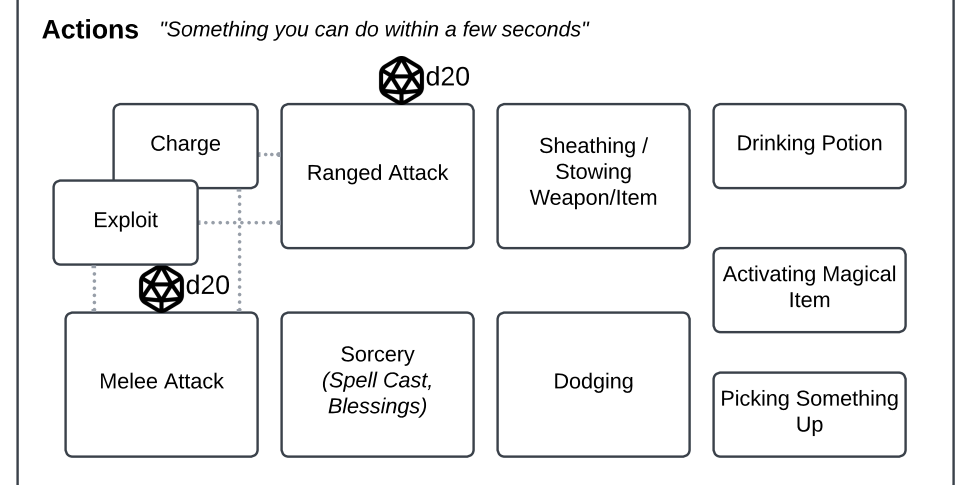 Actions "Something you can do within a few seconds"
d20
Charge
Ranged Attack
Sheathing /
Stowing
Weapon/Item
Drinking Potion
Exploit
d20
Activating Magical
Item
Melee Attack
Sorcery
(Spell Cast,
Blessings)
Dodging
Picking Something
Up